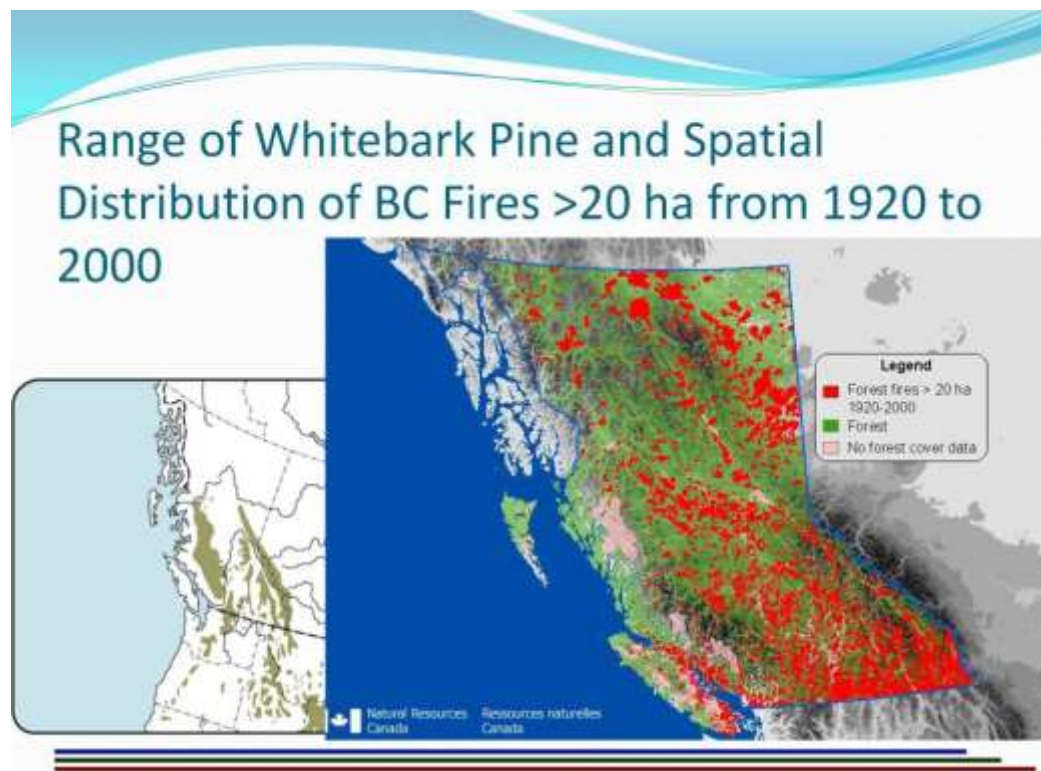 Range of Whitebark Pine and Spatial
Distribution of BC Fires >20 ha from 1920 to
2000
Legend
Forest fires > 20 ha
1920-2000
Forest
No forest cover data
Natural Resources
Canada
Ressources naturelles
Canada